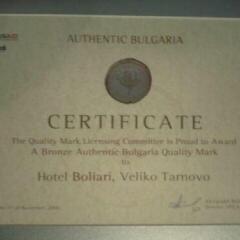 AUTHENTIC BULGARIA
CERTIFICATE
The Quality Mark Licensing Committee is Proud to Award
A Bronze Authentic Bulgaria Quality Mark
to
Hotel Boliari, Veliko Tarnovo